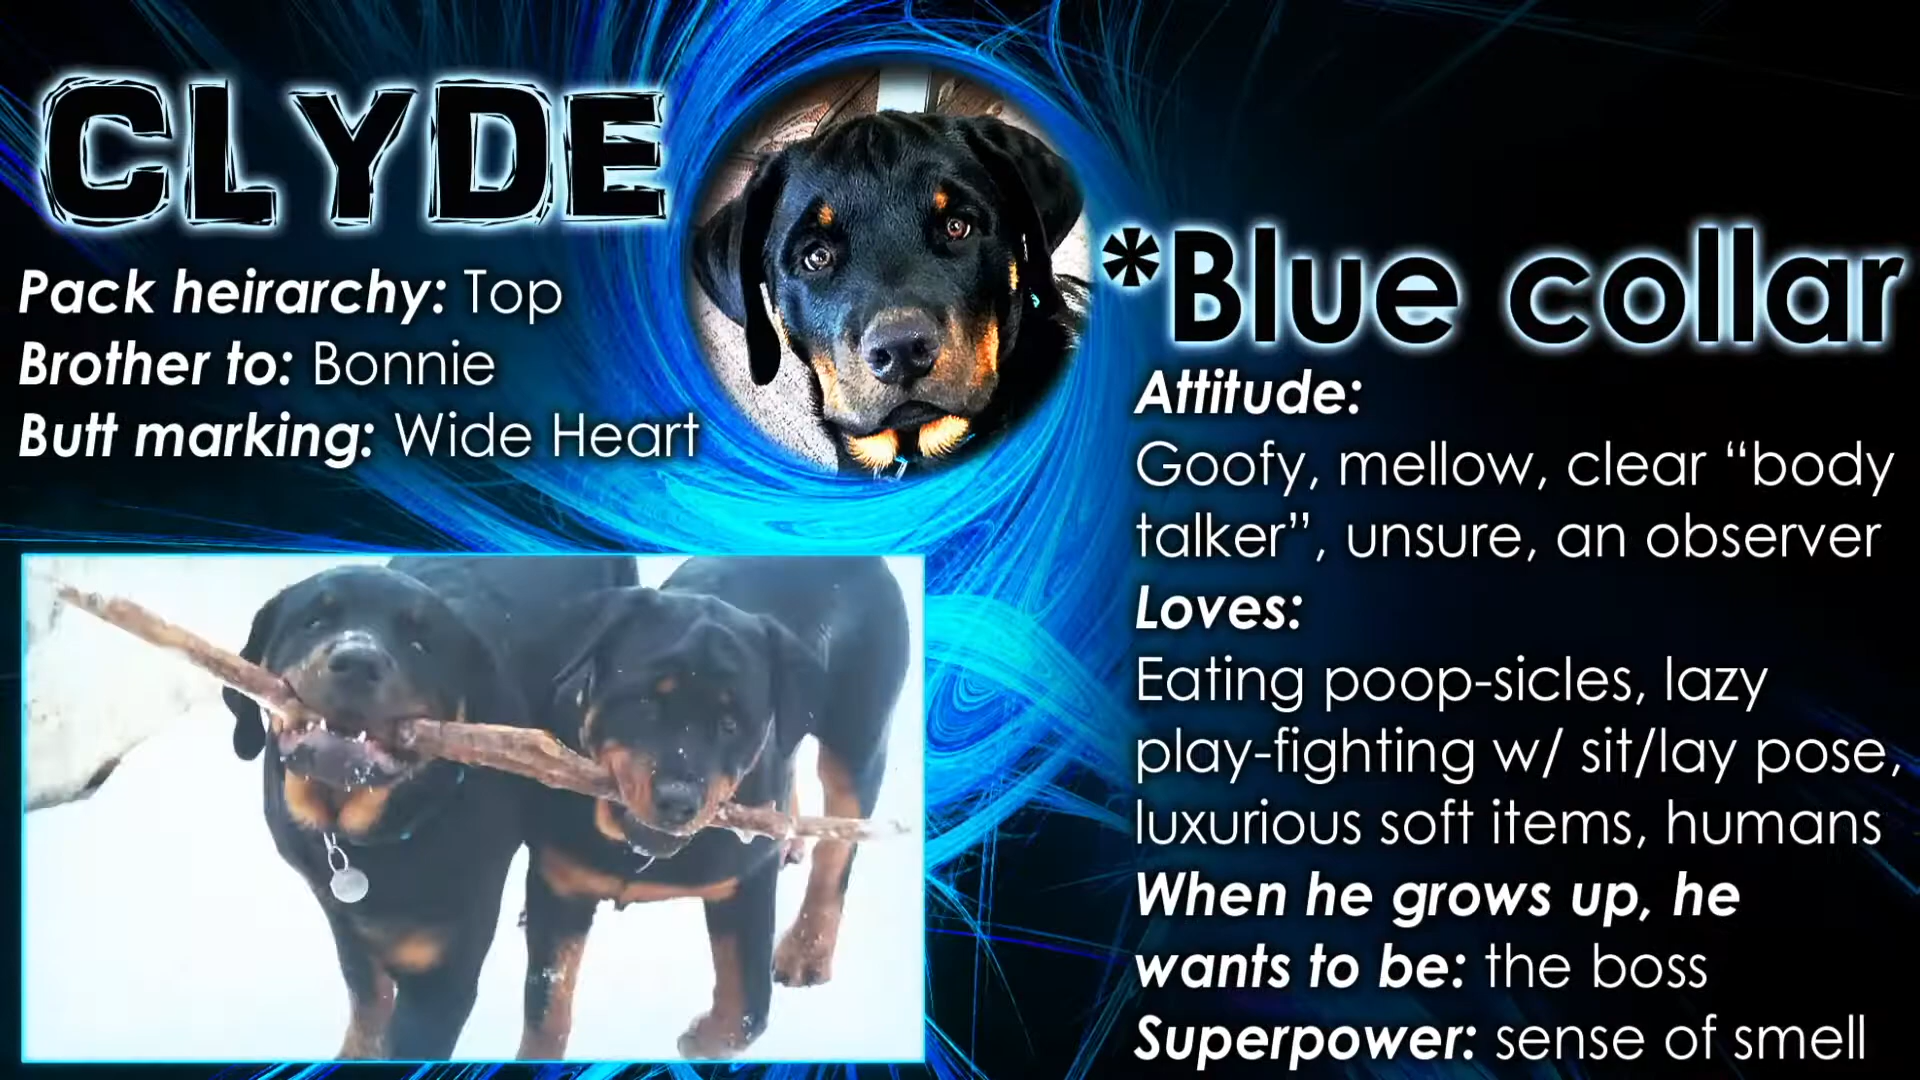 CLYDE
Pack heirarchy: Top
Brother to: Bonnie
Butt marking: Wide Heart
*Blue collar
Attitude:
Goofy, mellow, clear “body
talker”, unsure, an observer
Loves:
Eating poop-sicles, lazy
play-fighting w/ sit/lay pose,
luxurious soft items, humans
When he grows up, he
wants to be: the boss
Superpower: sense of smell